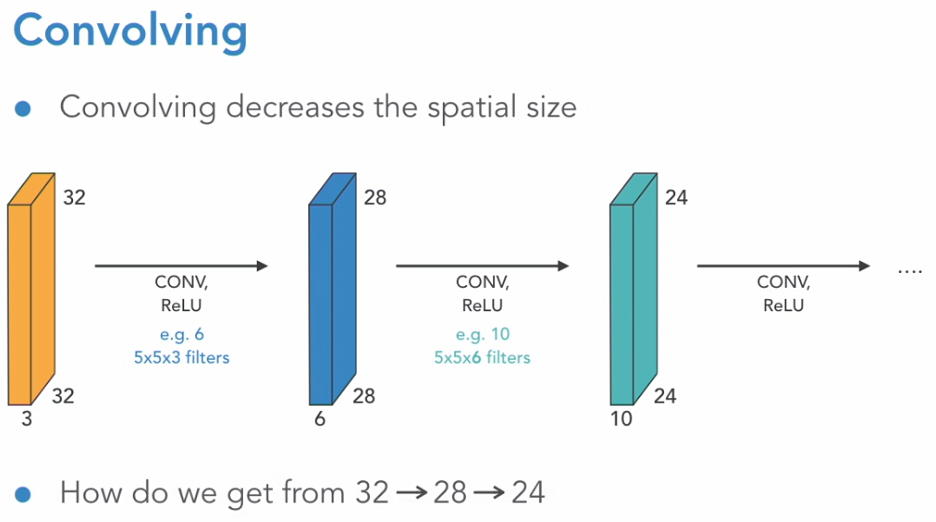 Convolving
• Convolving decreases the spatial size
32
32
3
CONV,
ReLU
e.g. 6
5x5x3 filters
28
28
6
CONV,
ReLU
e.g. 10
5x5x6 filters
24
24
10
CONV,
ReLU
....
• How do we get from 32→28→24